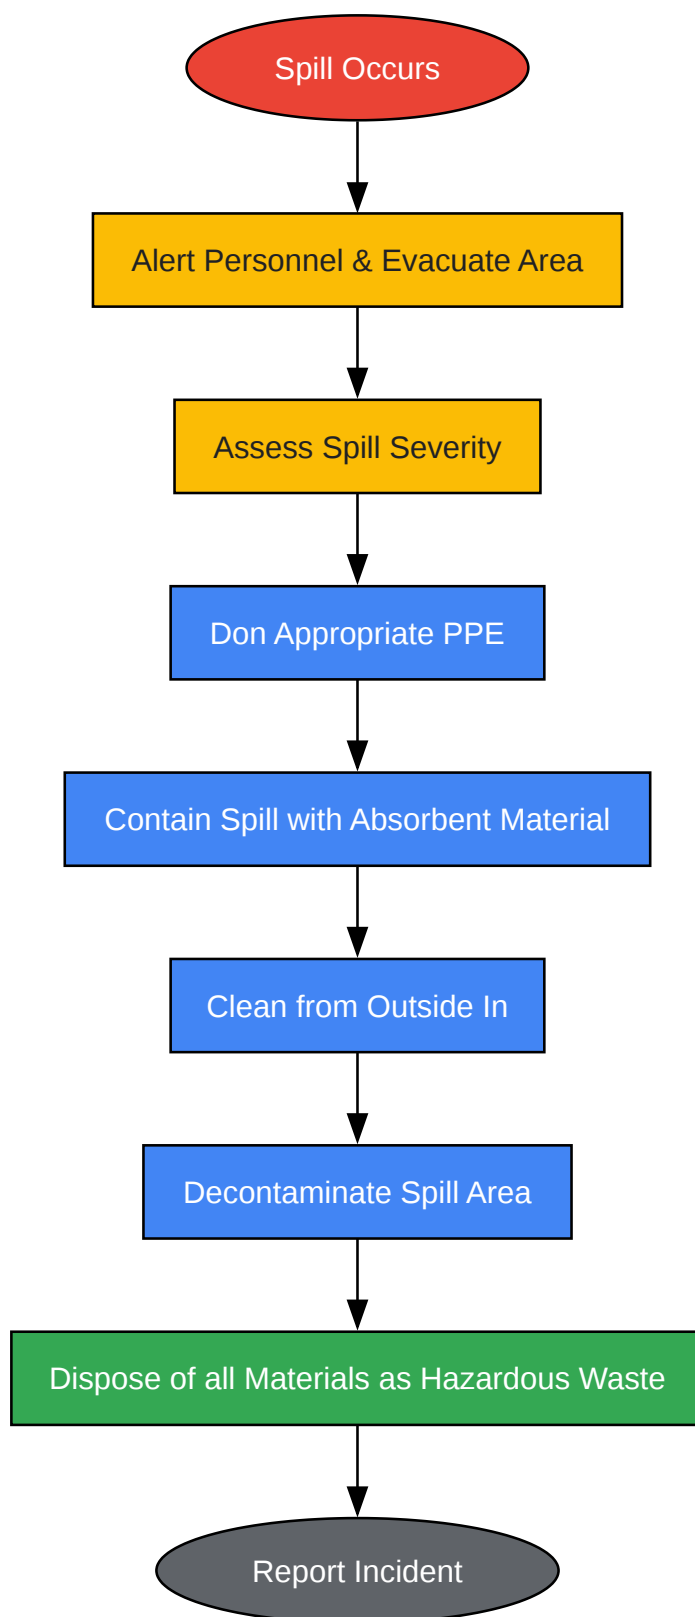 Spill Occurs
Alert Personnel & Evacuate Area
Assess Spill Severity
Don Appropriate PPE
Contain Spill with Absorbent Material
Clean from Outside In
Decontaminate Spill Area
Dispose of all Materials as Hazardous Waste
Report Incident